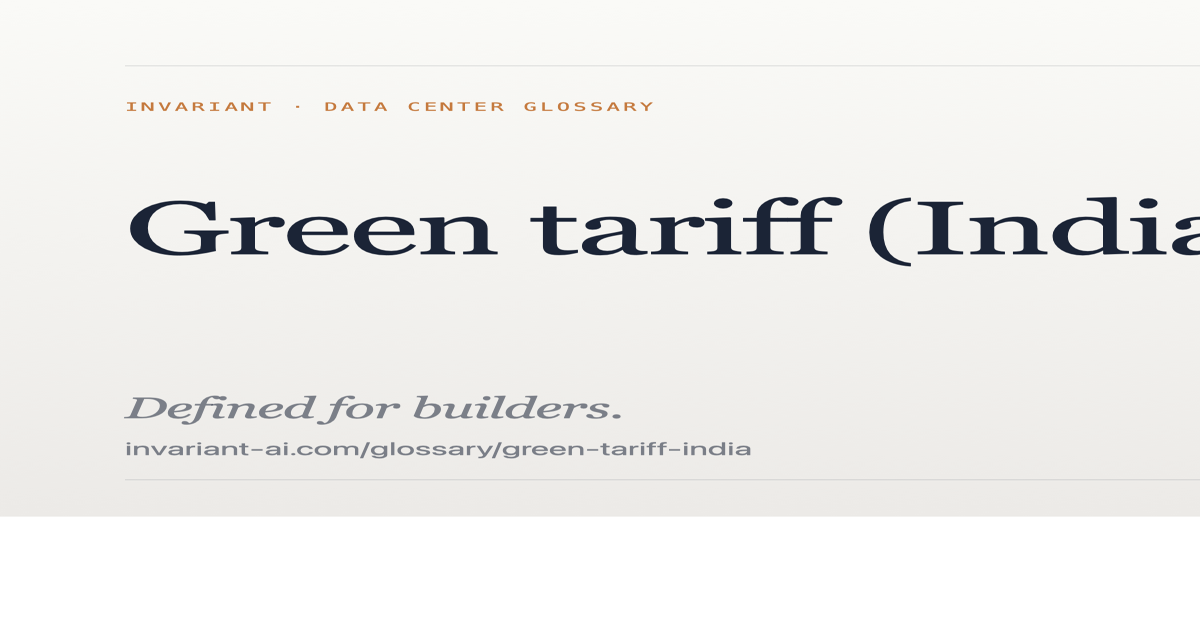 INVARIANT · DATA CENTER GLOSSARY
Green tariff (India
Defined for builders.
invariant-ai.com/glossary/green-tariff-india